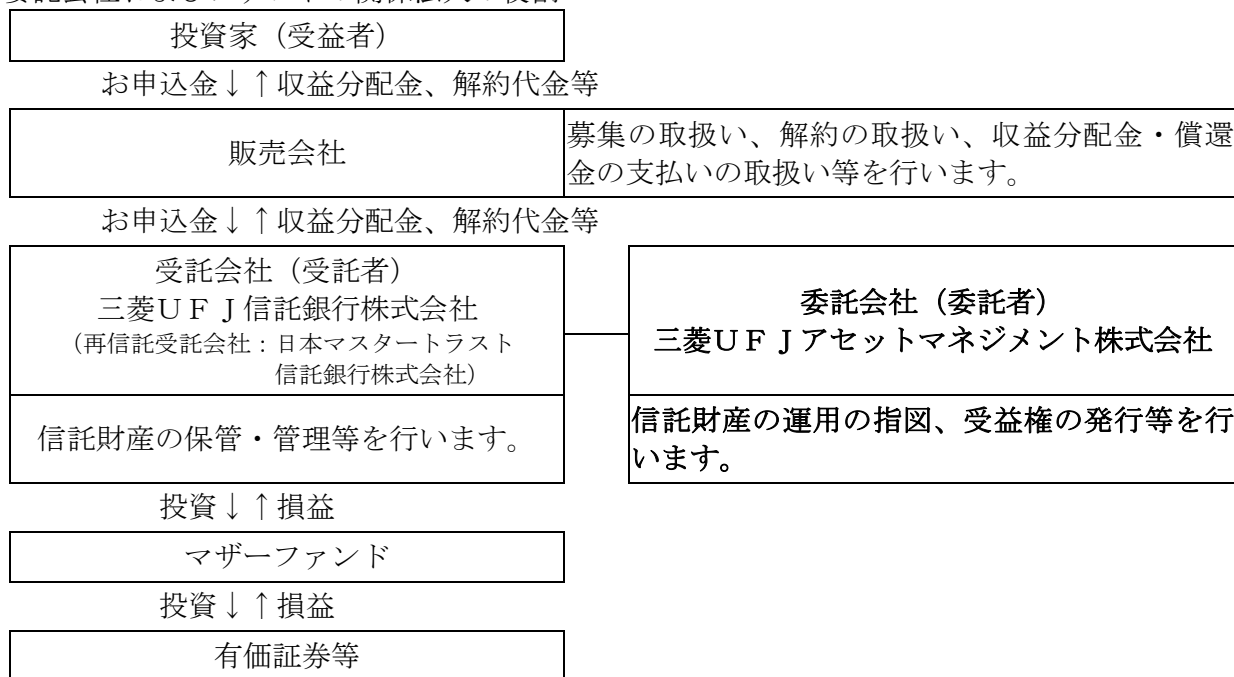 投資家（受益者）
お申込金↓↑収益分配金、解約代金等
販売会社
募集の取扱い、解約の取扱い、収益分配金・償還
金の支払いの取扱い等を行います。
お申込金↓↑収益分配金、解約代金等
受託会社（受託者）
三菱ＵＦＪ信託銀行株式会社
（再信託受託会社：日本マスタートラスト
信託銀行株式会社）
委託会社（委託者）
三菱ＵＦＪアセットマネジメント株式会社
信託財産の保管・管理等を行います。
信託財産の運用の指図、受益権の発行等を行
います。
投資↓↑損益
マザーファンド
投資↓↑損益
有価証券等